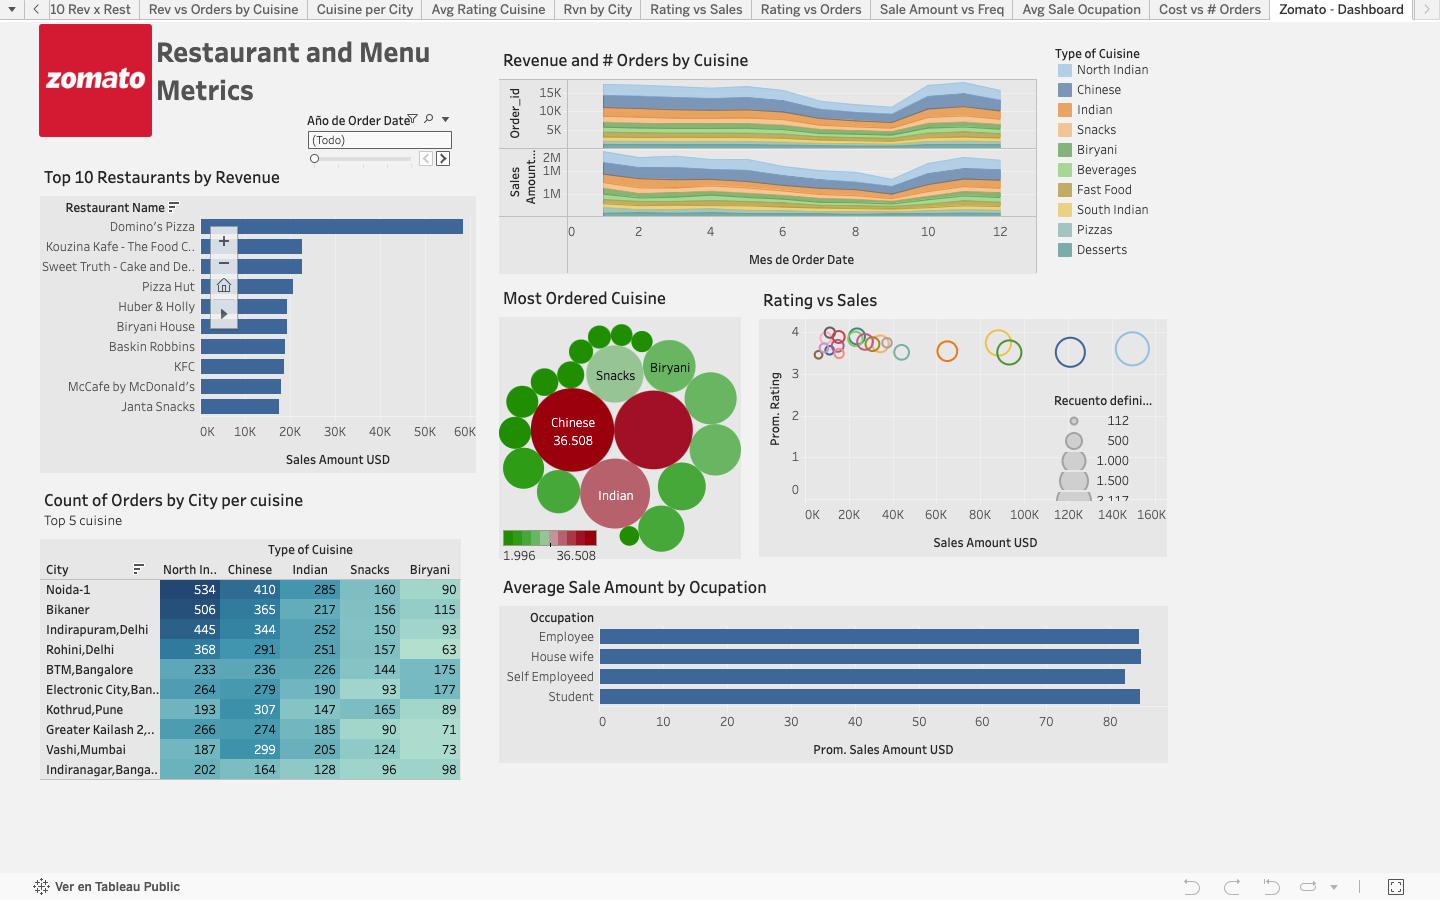 10 Rev x Rest
Rev vs Orders by Cuisine
Cuisine per City
Avg Rating Cuisine
Rvn by City
Rating vs Sales
Rating vs Orders
Sale Amount vs Freq
Avg Sale Ocupation
Cost vs # Orders
Zomato - Dashboard
zomato
Restaurant and Menu
Metrics
Año de Order Date
(Todo)
Top 10 Restaurants by Revenue
Restaurant Name
Domino's Pizza
Kouzina Kafe - The Food C..
Sweet Truth - Cake and De..
Pizza Hut
Huber & Holly
Biryani House
Baskin Robbins
KFC
McCafe by McDonald's
Janta Snacks
0K 10K 20K 30K 40K 50K 60K
Sales Amount USD
Count of Orders by City per cuisine
Top 5 cuisine
Type of Cuisine
City North In.. Chinese Indian Snacks Biryani
Noida-1 534 410 285 160 90
Bikaner 506 365 217 156 115
Indirapuram,Delhi 445 344 252 150 93
Rohini,Delhi 368 291 251 157 63
BTM,Bangalore 233 236 226 144 175
Electronic City,Ban.. 264 279 190 93 177
Kothrud,Pune 193 307 147 165 89
Greater Kailash 2,.. 266 274 185 90 71
Vashi,Mumbai 187 299 205 124 73
Indiranagar,Banga.. 202 164 128 96 98
Revenue and # Orders by Cuisine
Order_id
15K
10K
5K
Sales
Amount...
2M
1M
1M
0 2 4 6 8 10 12
Mes de Order Date
Type of Cuisine
North Indian
Chinese
Indian
Snacks
Biryani
Beverages
Fast Food
South Indian
Pizzas
Desserts
Most Ordered Cuisine
Snacks
Biryani
Chinese
36.508
Indian
1.996 36.508
Rating vs Sales
Prom. Rating
4
3
2
1
0
0K 20K 40K 60K 80K 100K 120K 140K 160K
Sales Amount USD
Recuento defini...
112
500
1.000
1.500
2.117
Average Sale Amount by Ocupation
Occupation
Employee
House wife
Self Employeed
Student
0 10 20 30 40 50 60 70 80
Prom. Sales Amount USD
Ver en Tableau Public